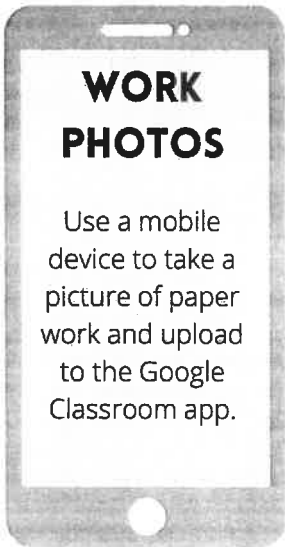 WORK
PHOTOS
Use a mobile
device to take a
picture of paper
work and upload
to the Google
Classroom app.